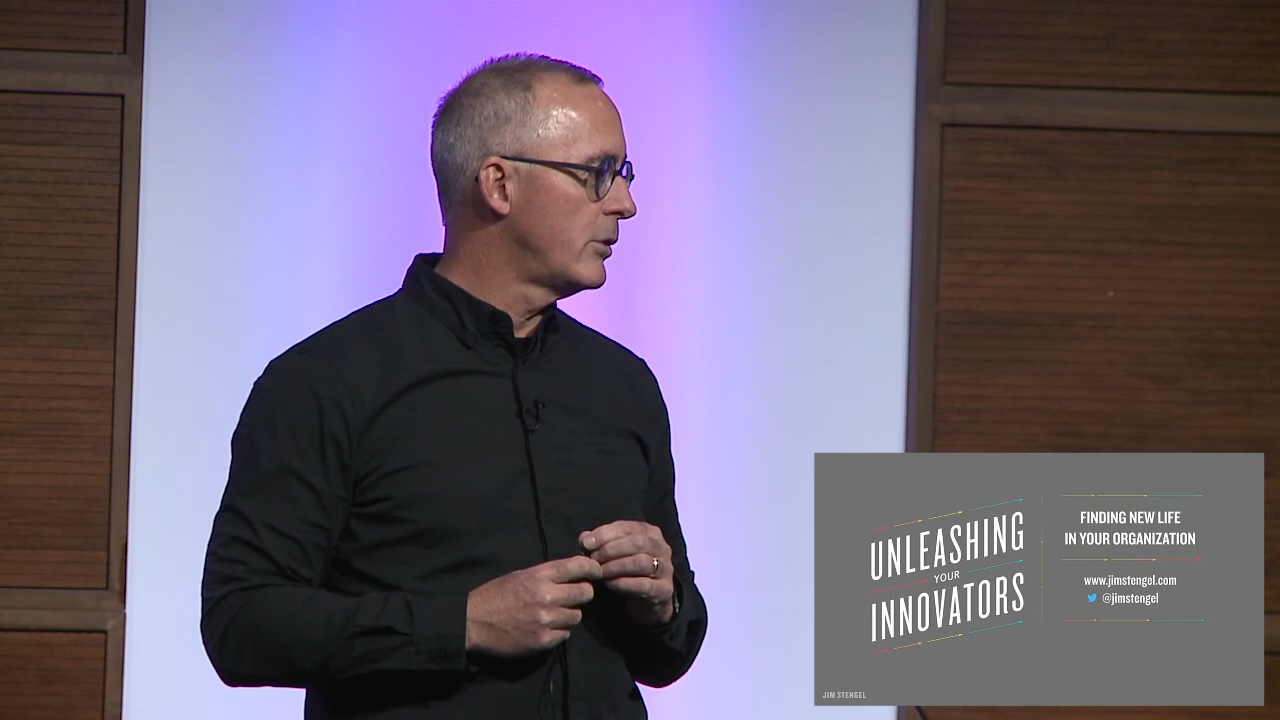 UNLEASHING
YOUR
INNOVATORS
FINDING NEW LIFE
IN YOUR ORGANIZATION
www.jimstengel.com
@jimstengel
JIM STENGEL